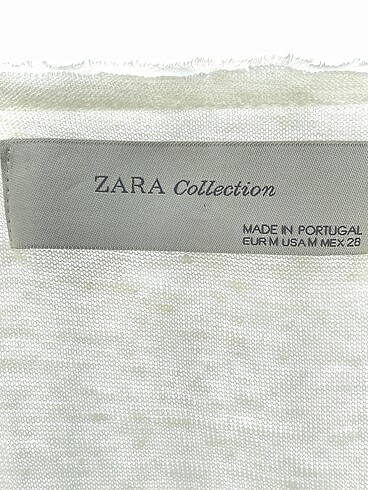 ZARA Collection
MADE IN PORTUGAL
EUR M USA M MEX 28